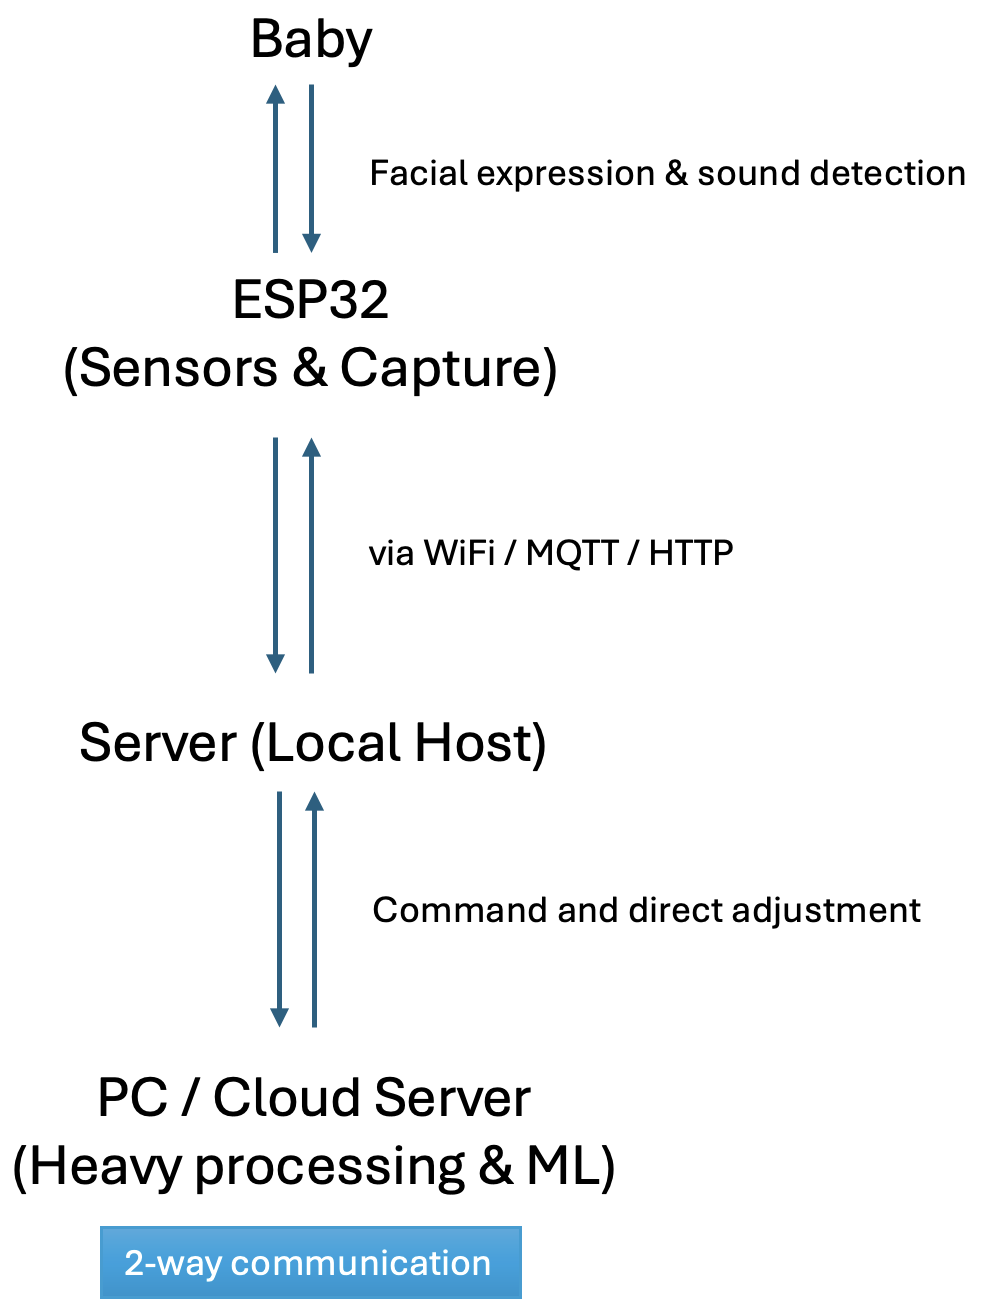 Baby
Facial expression & sound detection
ESP32
(Sensors & Capture)
via WiFi / MQTT / HTTP
Server (Local Host)
Command and direct adjustment
PC / Cloud Server
(Heavy processing & ML)
2-way communication